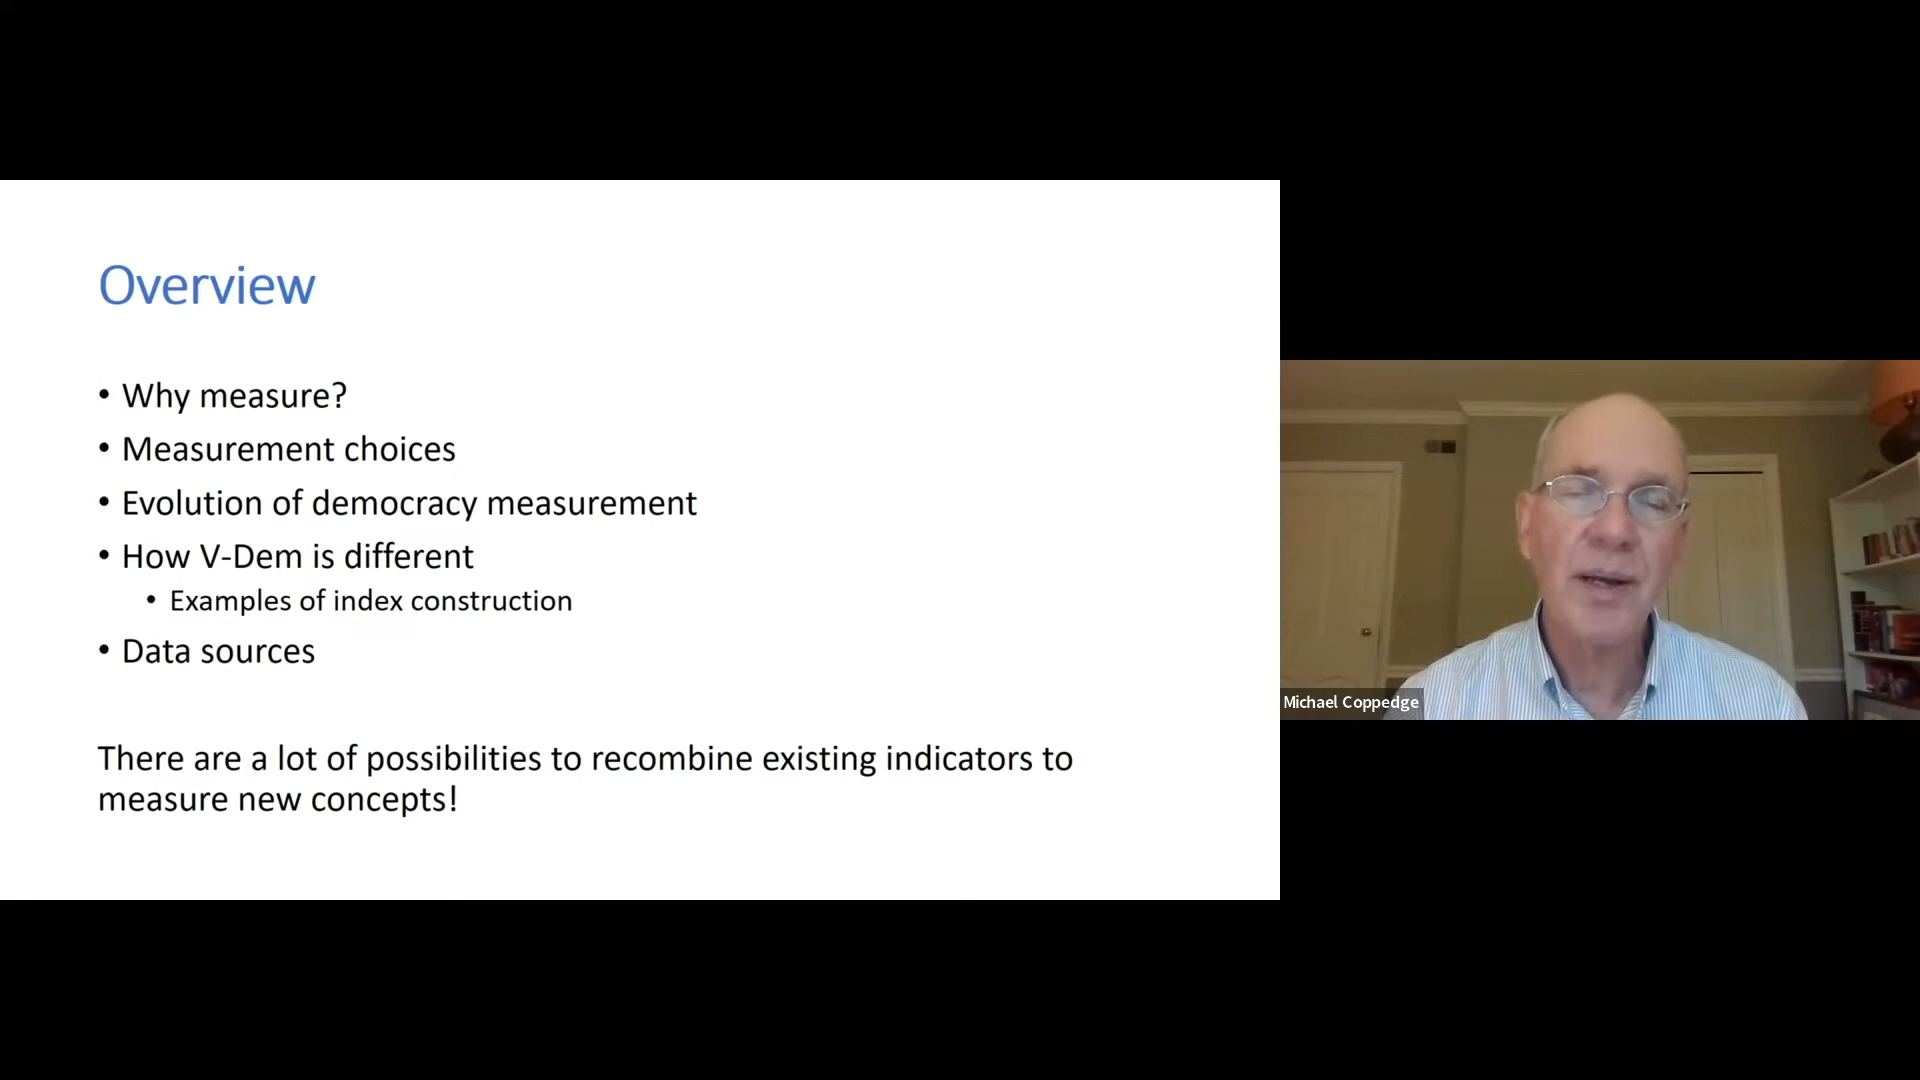 Overview
• Why measure?
• Measurement choices
• Evolution of democracy measurement
• How V-Dem is different
• Examples of index construction
• Data sources
There are a lot of possibilities to recombine existing indicators to
measure new concepts!
Michael Coppedge